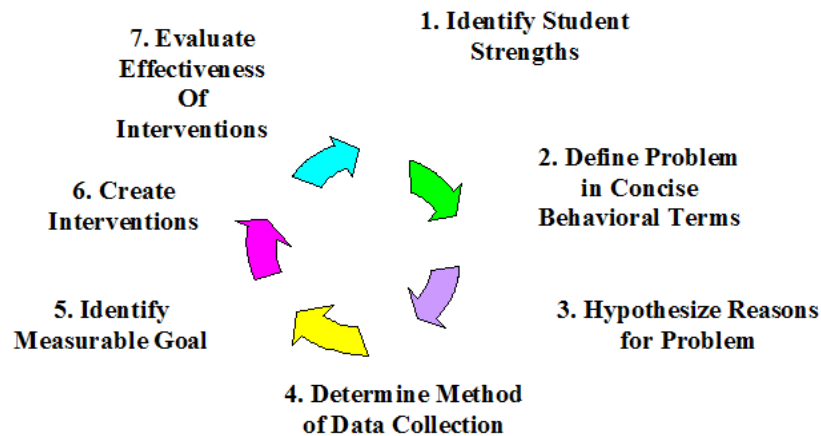 1. Identify Student
Strengths
2. Define Problem
in Concise
Behavioral Terms
3. Hypothesize Reasons
for Problem
4. Determine Method
of Data Collection
5. Identify
Measurable Goal
6. Create
Interventions
7. Evaluate
Effectiveness
Of
Interventions